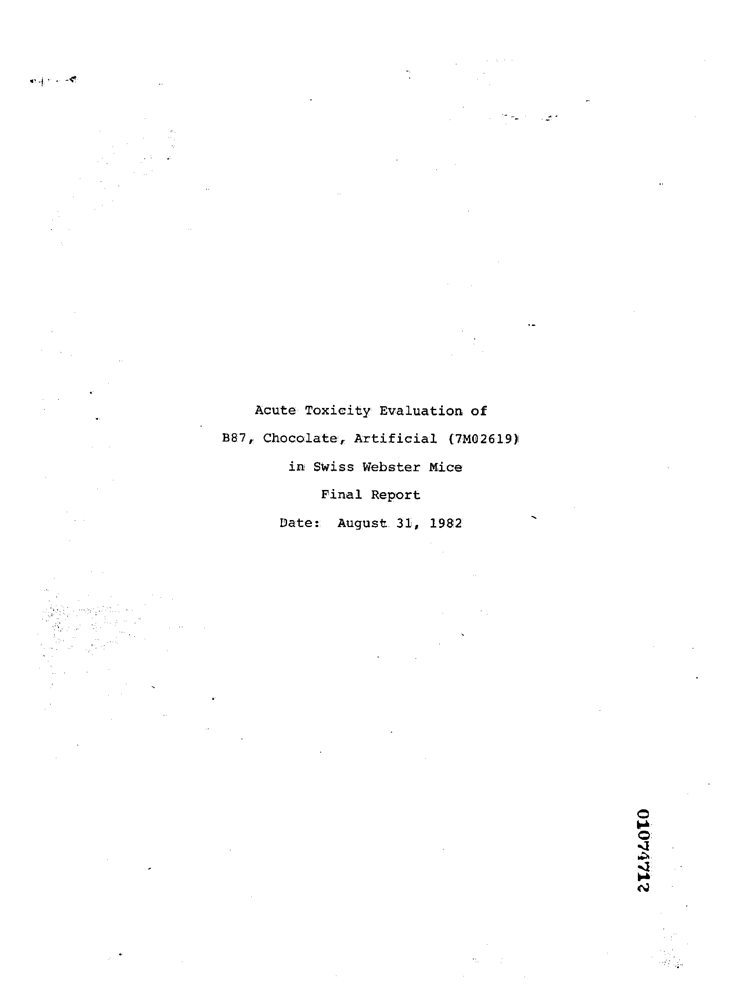 Acute Toxicity Evaluation of
B87, Chocolate, Artificial (7M02619)
in Swiss Webster Mice
Final Report
Date: August 31, 1982
01074712